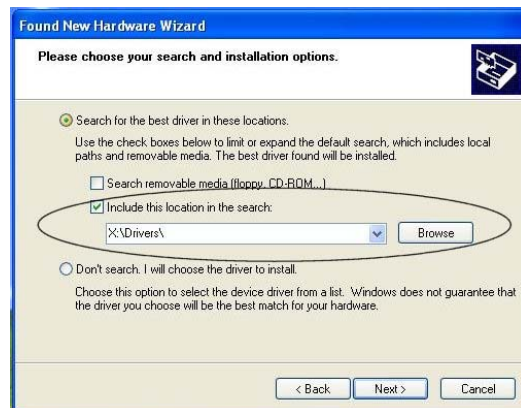 Found New Hardware Wizard
Please choose your search and installation options.
Search for the best driver in these locations.
Use the check boxes below to limit or expand the default search, which includes local
paths and removable media. The best driver found will be installed.
Search removable media (floppy, CD-ROM...)
Include this location in the search:
X:\Drivers\
Browse
Don't search. I will choose the driver to install.
Choose this option to select the device driver from a list. Windows does not guarantee that
the driver you choose will be the best match for your hardware.
< Back
Next >
Cancel